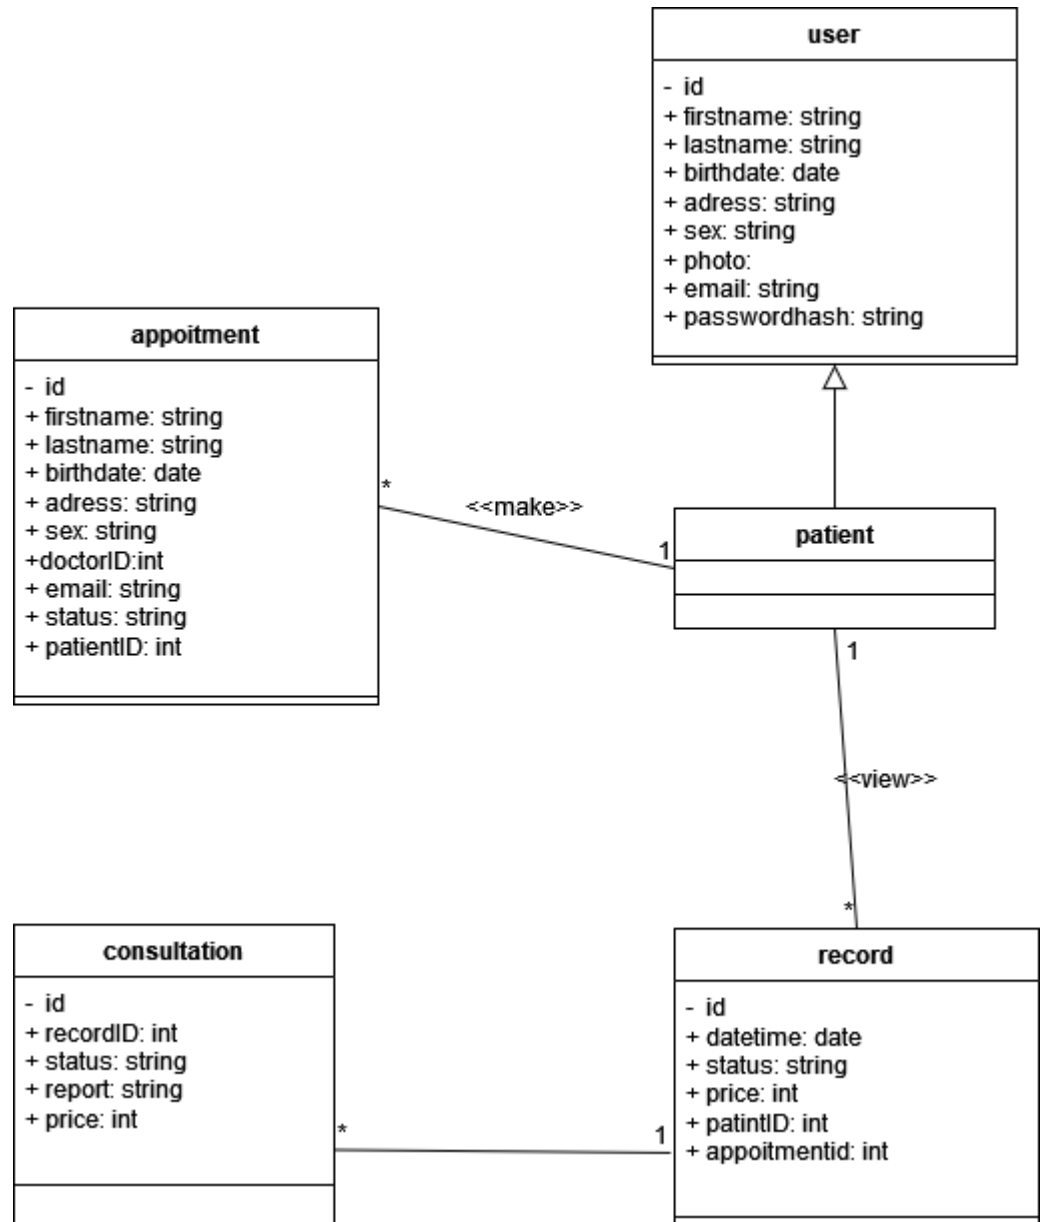 user
- id
+ firstname: string
+ lastname: string
+ birthdate: date
+ adress: string
+ sex: string
+ photo:
+ email: string
+ passwordhash: string
appoitment
- id
+ firstname: string
+ lastname: string
+ birthdate: date
+ adress: string
+ sex: string
+doctorID:int
+ email: string
+ status: string
+ patientID: int
*
<<make>>
1
patient
1
<<view>>
*
consultation
- id
+ recordID: int
+ status: string
+ report: string
+ price: int
*
1
record
- id
+ datetime: date
+ status: string
+ price: int
+ patintID: int
+ appoitmentid: int